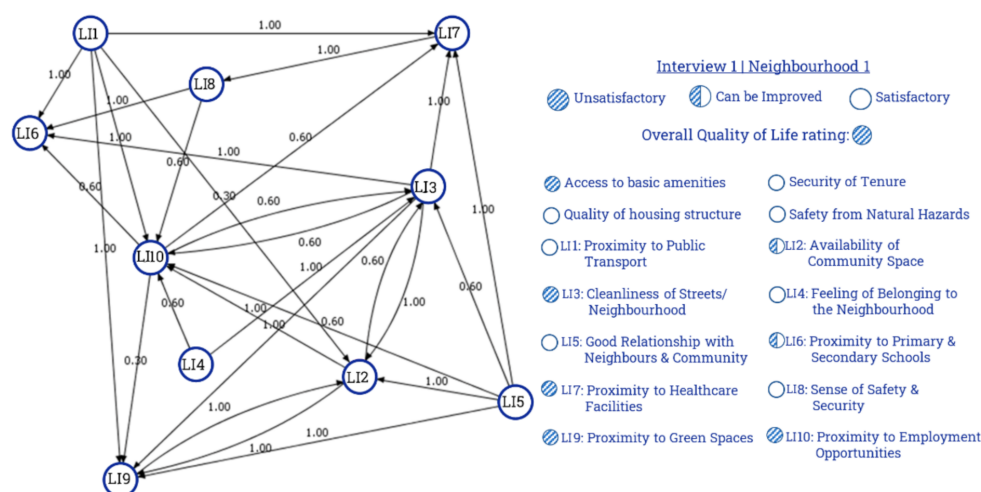 LI1
1.00
LI7
1.00
1.00
LI8
1.00
1.00
LI6
1.00
0.60
1.00
0.60
0.60
LI3
0.30
0.60
1.00
1.00
0.60
LI10
0.60
1.00
0.60
0.60
1.00
1.00
0.60
1.00
0.30
LI4
LI2
1.00
LI5
1.00
1.00
1.00
LI9
Interview 1 | Neighbourhood 1
Unsatisfactory
Can be Improved
Satisfactory
Overall Quality of Life rating:
Access to basic amenities
Security of Tenure
Quality of housing structure
Safety from Natural Hazards
LI1: Proximity to Public
Transport
LI2: Availability of
Community Space
LI3: Cleanliness of Streets/
Neighbourhood
LI4: Feeling of Belonging to
the Neighbourhood
LI5: Good Relationship with
Neighbours & Community
LI6: Proximity to Primary &
Secondary Schools
LI7: Proximity to Healthcare
Facilities
LI8: Sense of Safety &
Security
LI9: Proximity to Green Spaces
LI10: Proximity to Employment
Opportunities